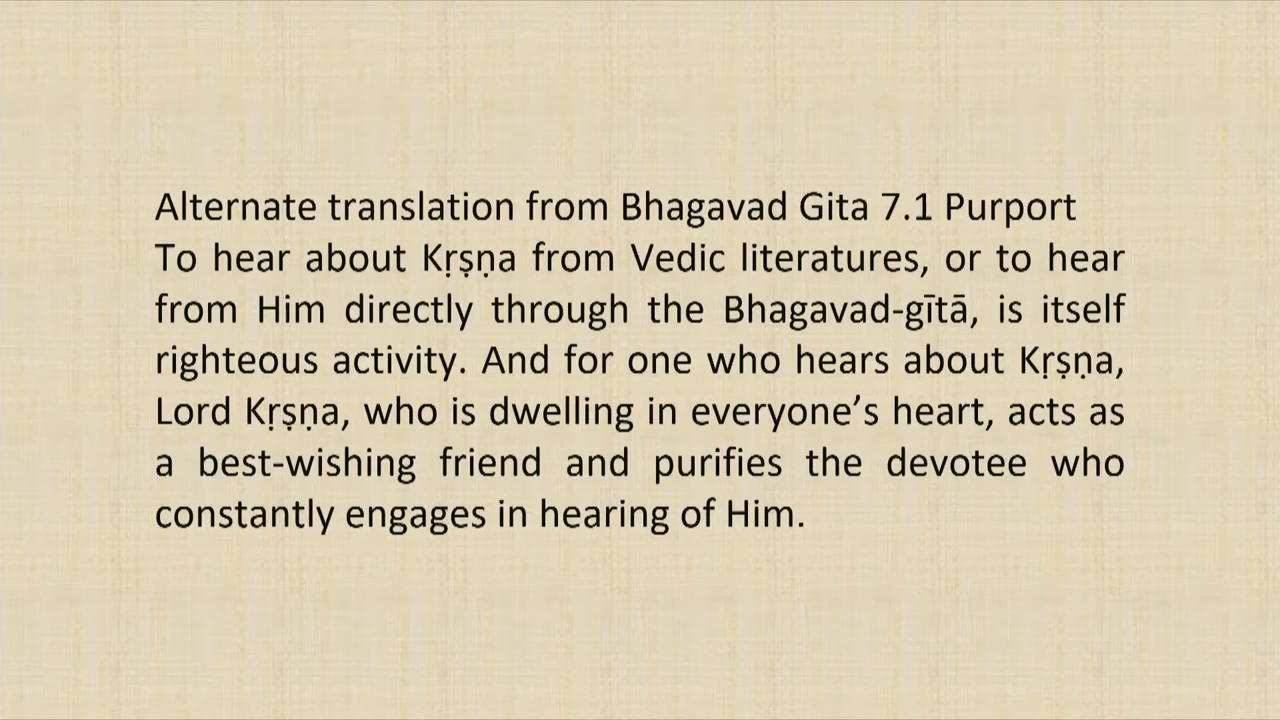 Alternate translation from Bhagavad Gita 7.1 Purport
To hear about Kṛṣṇa from Vedic literatures, or to hear
from Him directly through the Bhagavad-gītā, is itself
righteous activity. And for one who hears about Kṛṣṇa,
Lord Kṛṣṇa, who is dwelling in everyone’s heart, acts as
a best-wishing friend and purifies the devotee who
constantly engages in hearing of Him.